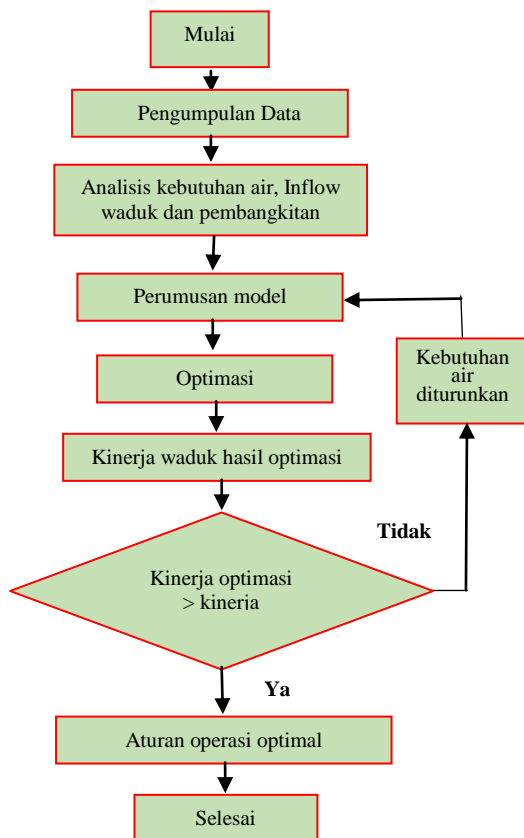 Mulai
Pengumpulan Data
Analisis kebutuhan air, Inflow
waduk dan pembangkitan
Perumusan model
Kebutuhan
air
diturunkan
Optimasi
Kinerja waduk hasil optimasi
Tidak
Kinerja optimasi
> kinerja
Ya
Aturan operasi optimal
Selesai